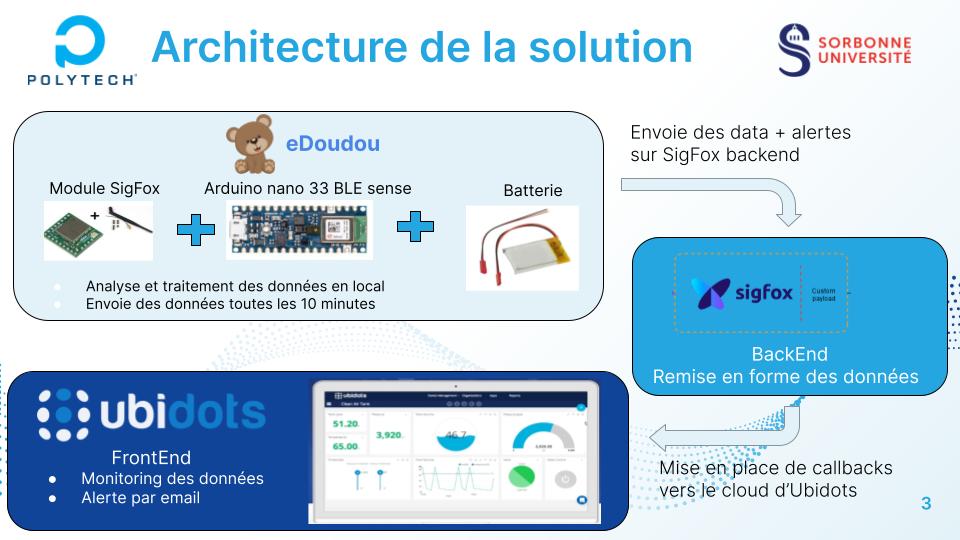 POLYTECH
Architecture de la solution
SORBONNE
UNIVERSITÉ
eDoudou
Module SigFox
Arduino nano 33 BLE sense
Batterie
+
Analyse et traitement des données en local
Envoie des données toutes les 10 minutes
Envoie des data + alertes
sur SigFox backend
sigfox
Custom
payload
BackEnd
Remise en forme des données
ubidots
FrontEnd
Monitoring des données
Alerte par email
ubidots
Clean Air Tank
51.20
65.00
3,920
46.7
Mise en place de callbacks
vers le cloud d'Ubidots
3